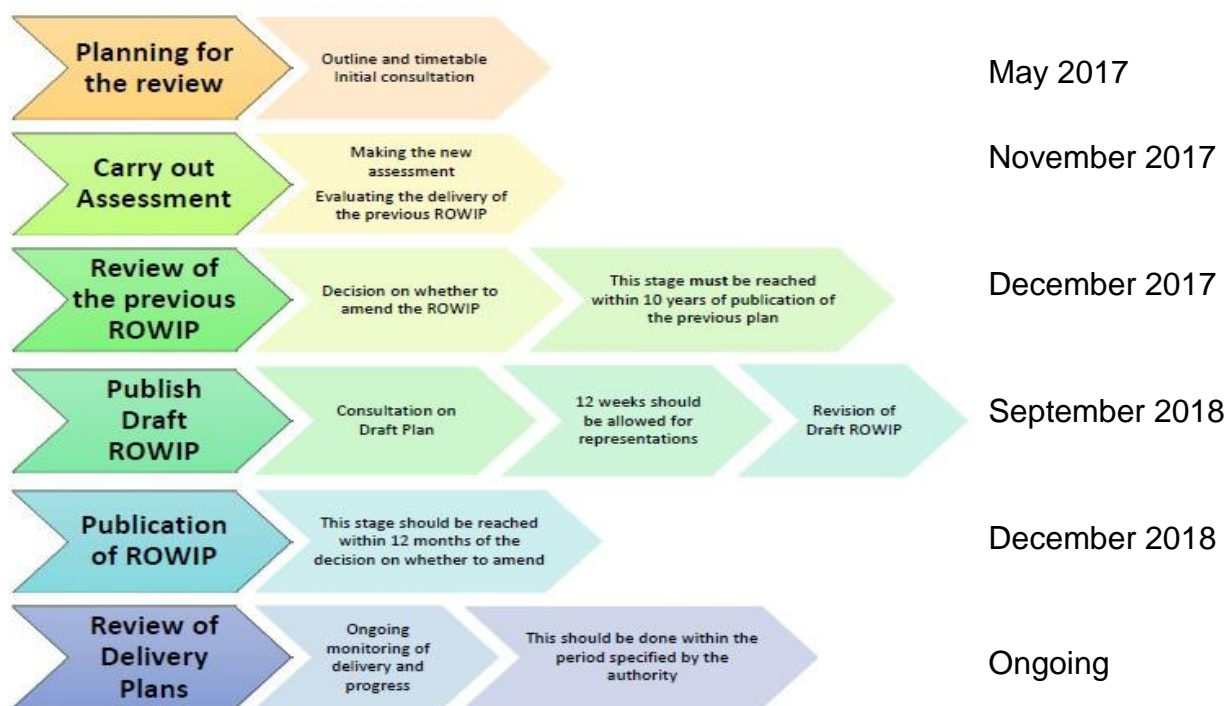 Planning for
the review
Outline and timetable
Initial consultation
May 2017
Carry out
Assessment
Making the new
assessment
Evaluating the delivery of
the previous ROWIP
November 2017
Review of
the previous
ROWIP
Decision on whether to
amend the ROWIP
This stage must be reached
within 10 years of publication of
the previous plan
December 2017
Publish
Draft
ROWIP
Consultation on
Draft Plan
12 weeks should
be allowed for
representations
Revision of
Draft ROWIP
September 2018
Publication
of ROWIP
This stage should be reached
within 12 months of the
decision on whether to amend
December 2018
Review of
Delivery
Plans
Ongoing
monitoring of
delivery and
progress
This should be done within the
period specified by the
authority
Ongoing